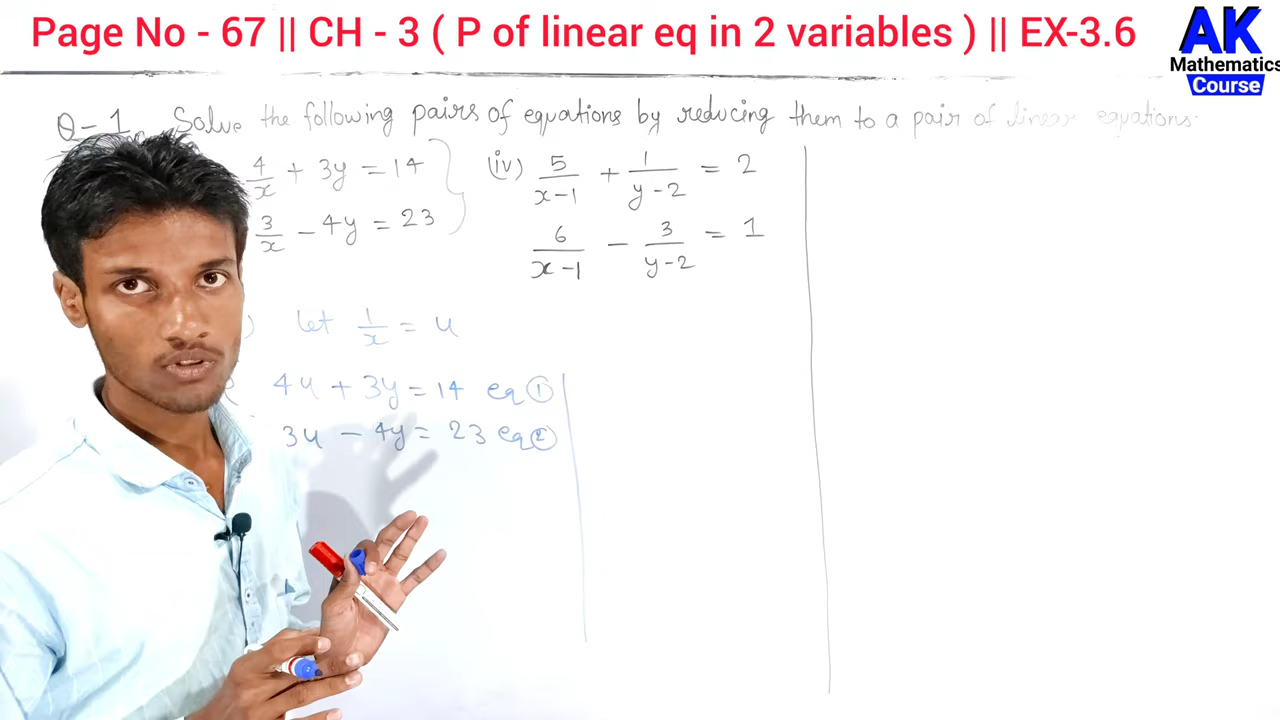 Page No - 67 || CH - 3 ( P of linear eq in 2 variables ) || EX-3.6
AK
Mathematics
Course
Q-1. Solve the following pairs of equations by reducing them to a pair of linear equations.
4/x + 3y = 14
3/x - 4y = 23
(iv) 5/(x-1) + 1/(y-2) = 2
6/(x-1) - 3/(y-2) = 1
) let 1/x = u
4u + 3y = 14 eq ①
3u - 4y = 23 eq ②